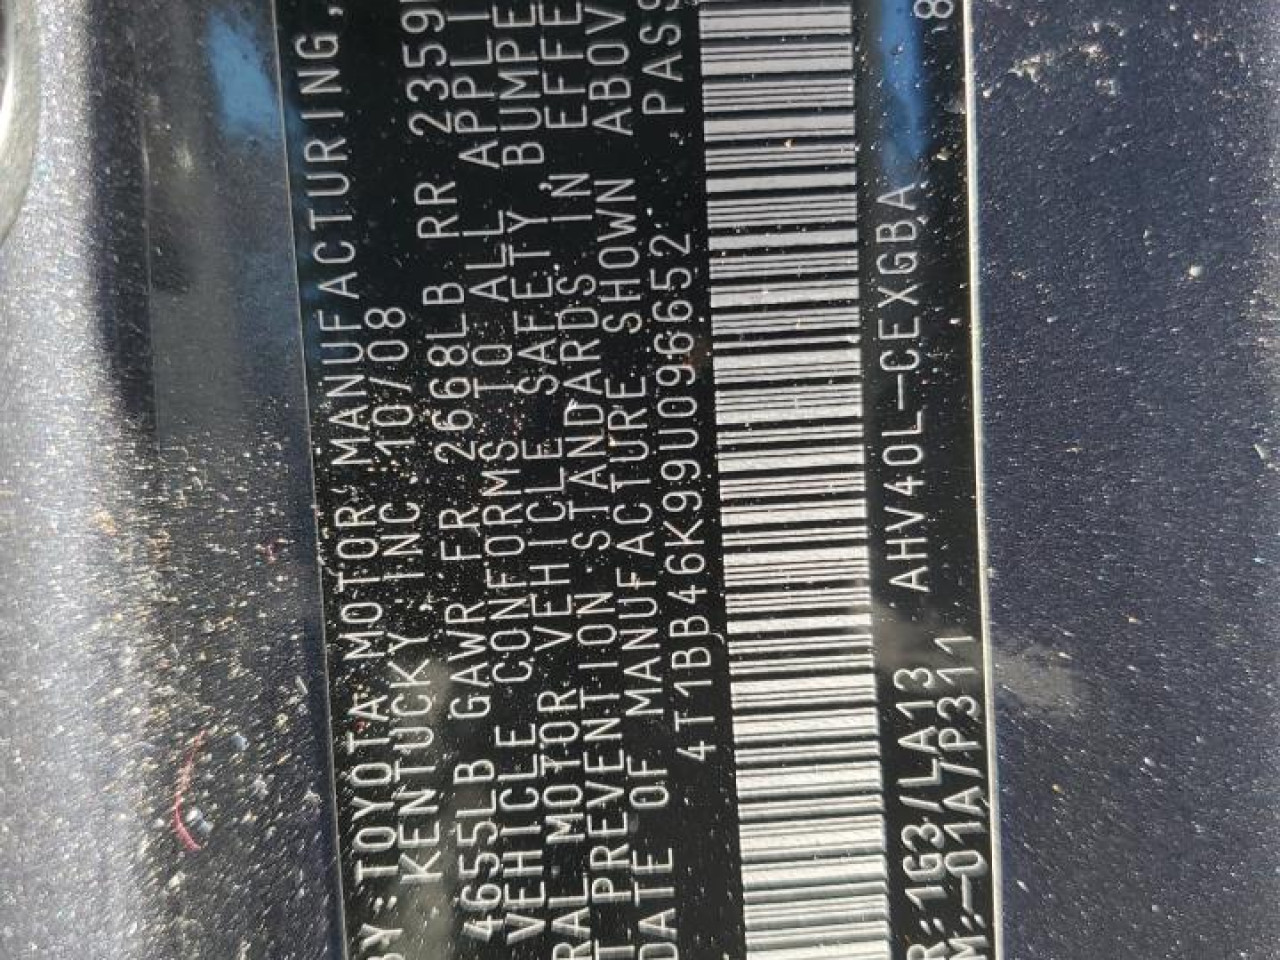 BY:TOYOTA MOTOR MANUFACTURING,
KENTUCKY INC 10/08
4655LB GAWR FR 2668LB RR 2359
VEHICLE CONFORMS TO ALL APPLI
RAL MOTOR VEHICLE SAFETY, BUMPE
T PREVENTION STANDARDS IN EFFE
DATE OF MANUFACTURE SHOWN ABOV
4T1BB46K99U096652 PASS
R:1G3/LA13 AHV40L-CEXGBA 8
M:-01A/P311